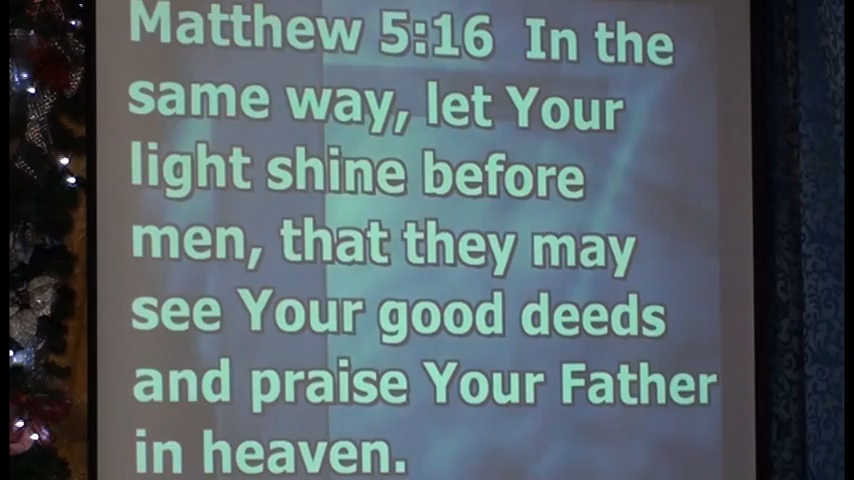 Matthew 5:16 In the
same way, let Your
light shine before
men, that they may
see Your good deeds
and praise Your Father
in heaven.